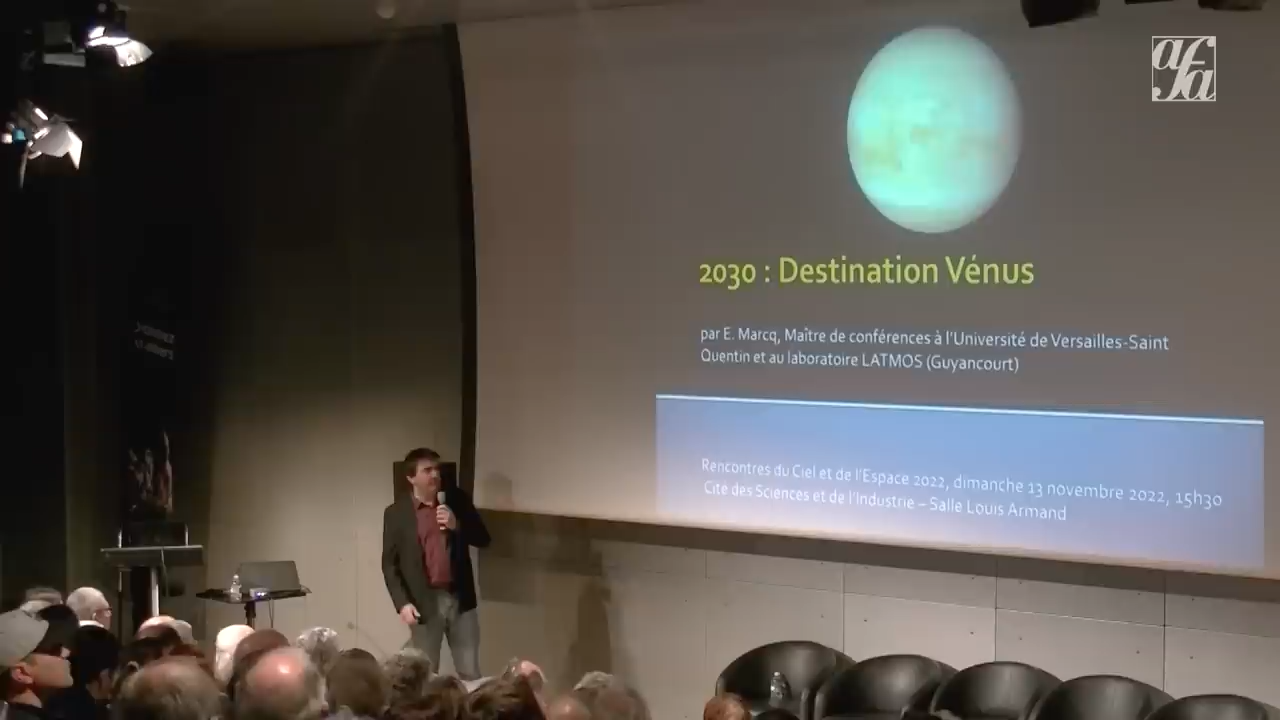 afa
2030 : Destination Vénus
par E. Marcq, Maître de conférences à l'Université de Versailles-Saint
Quentin et au laboratoire LATMOS (Guyancourt)
Rencontres du Ciel et de l'Espace 2022, dimanche 13 novembre 2022, 15h30
Cité des Sciences et de l'Industrie – Salle Louis Armand